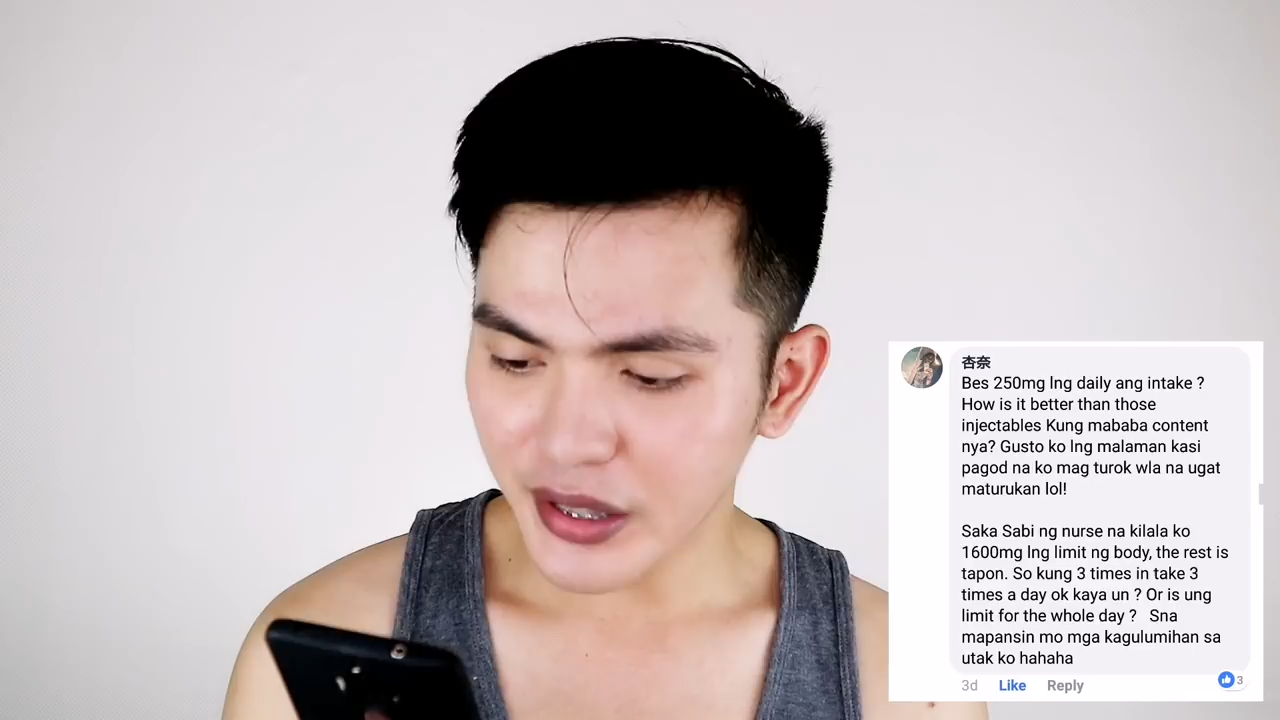 杏奈
Bes 250mg lng daily ang intake ?
How is it better than those
injectables Kung mababa content
nya? Gusto ko lng malaman kasi
pagod na ko mag turok wla na ugat
maturukan lol!
Saka Sabi ng nurse na kilala ko
1600mg lng limit ng body, the rest is
tapon. So kung 3 times in take 3
times a day ok kaya un ? Or is ung
limit for the whole day ? Sna
mapansin mo mga kagulumihan sa
utak ko hahaha
3d Like Reply 3